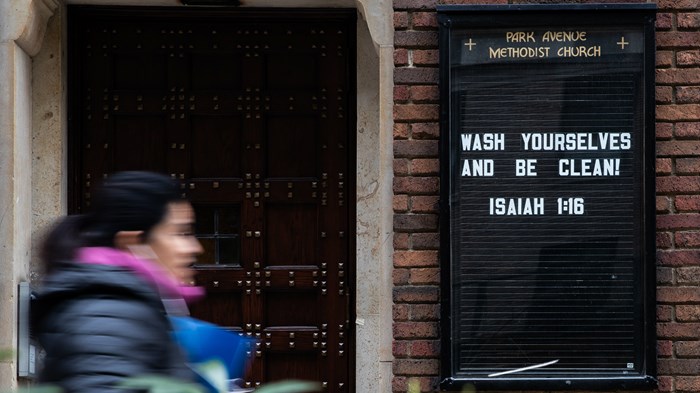 PARK AVENUE
METHODIST CHURCH
WASH YOURSELVES
AND BE CLEAN!
ISAIAH 1:16